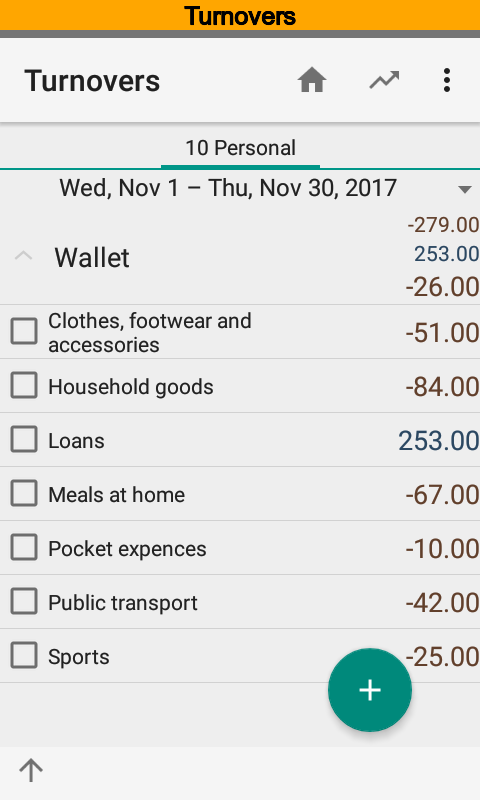 Turnovers
Turnovers
10 Personal
Wed, Nov 1 – Thu, Nov 30, 2017
-279.00
253.00
Wallet
-26.00
Clothes, footwear and
accessories
-51.00
Household goods
-84.00
Loans
253.00
Meals at home
-67.00
Pocket expences
-10.00
Public transport
-42.00
Sports
-25.00